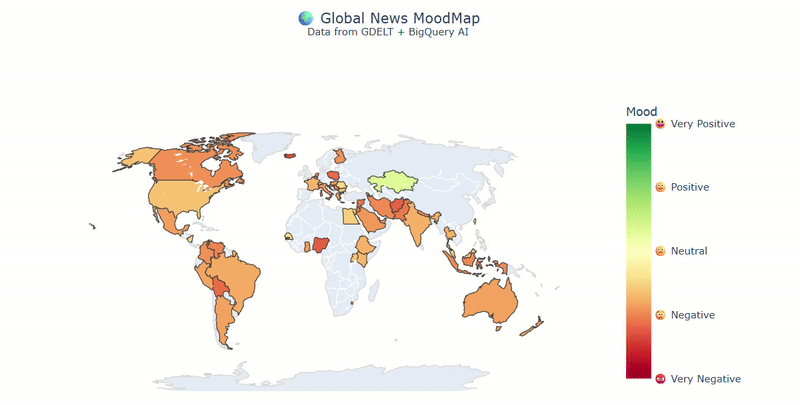 🌍 Global News MoodMap
Data from GDELT + BigQuery AI
Mood
Very Positive
Positive
Neutral
Negative
Very Negative